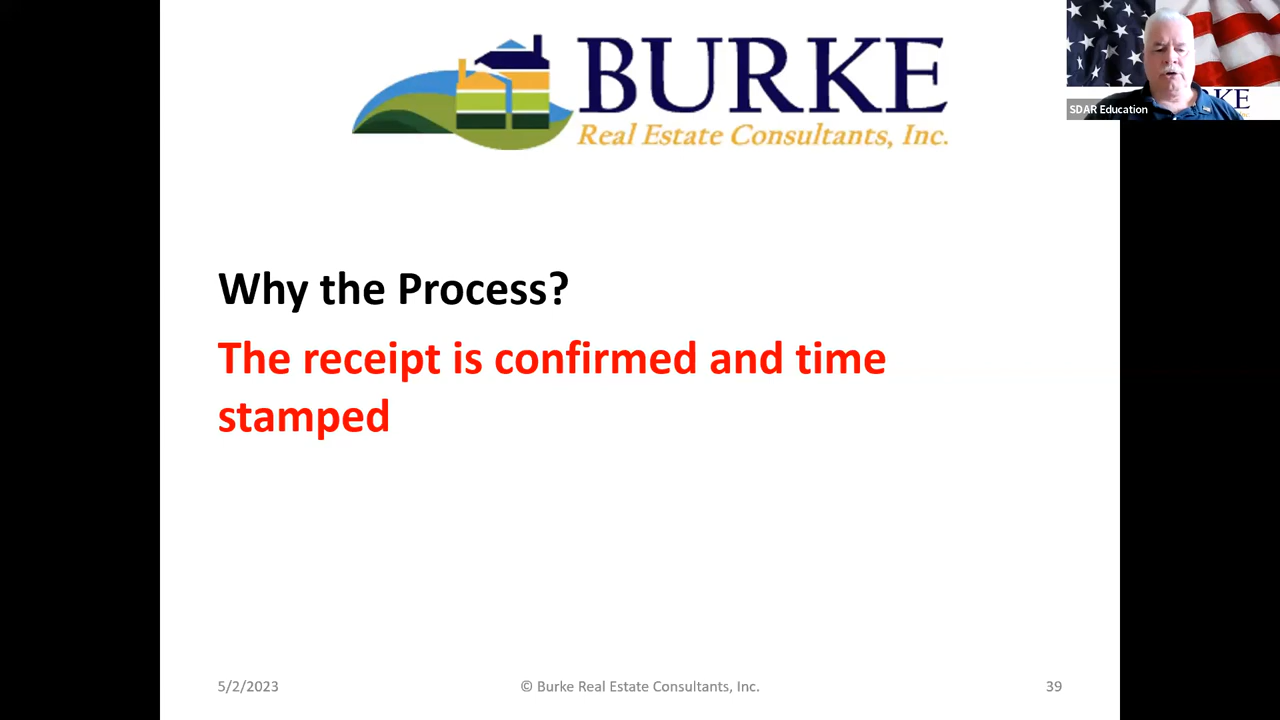 BURKE
Real Estate Consultants, Inc.
SDAR Education
Why the Process?
The receipt is confirmed and time
stamped
5/2/2023
© Burke Real Estate Consultants, Inc.
39